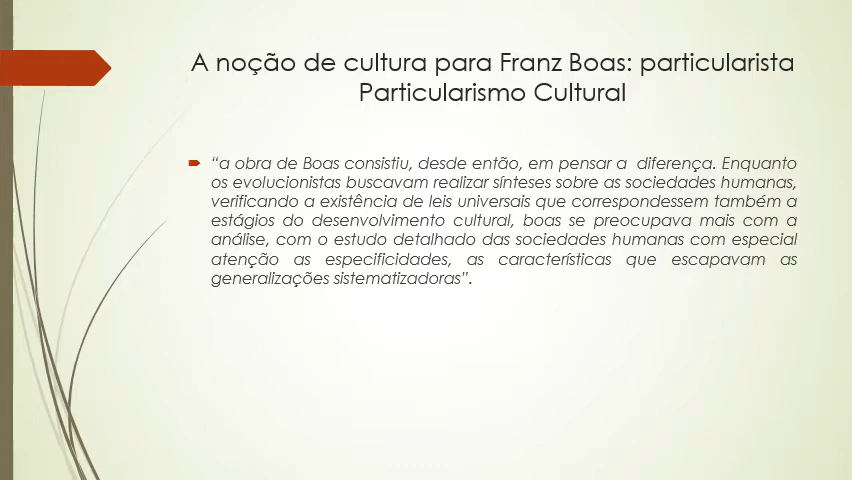 A noção de cultura para Franz Boas: particularista
Particularismo Cultural
“a obra de Boas consistiu, desde então, em pensar a diferença. Enquanto
os evolucionistas buscavam realizar sínteses sobre as sociedades humanas,
verificando a existência de leis universais que correspondessem também a
estágios do desenvolvimento cultural, boas se preocupava mais com a
análise, com o estudo detalhado das sociedades humanas com especial
atenção as especificidades, as características que escapavam as
generalizações sistematizadoras”.